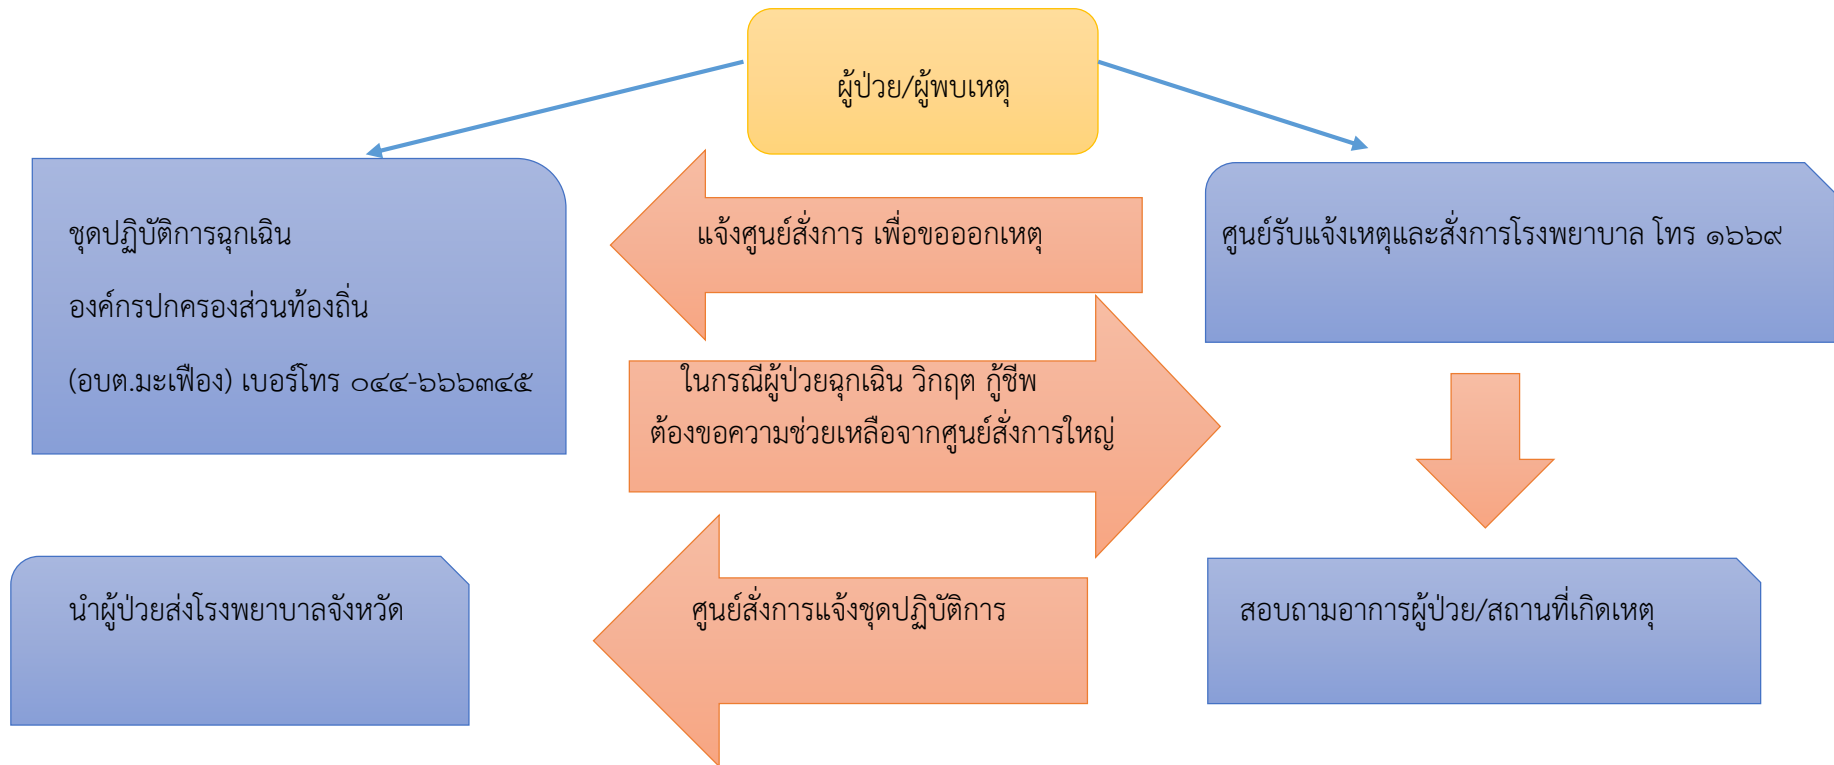 ผู้ป่วย/ผู้พบเหตุ
ชุดปฏิบัติการฉุกเฉิน
องค์กรปกครองส่วนท้องถิ่น
(อบต.มะเฟือง) เบอร์โทร ๐๔๔-๖๖๖๓๔๕
แจ้งศูนย์สั่งการ เพื่อขอออกเหตุ
ศูนย์รับแจ้งเหตุและสั่งการโรงพยาบาล โทร ๑๖๖๙
ในกรณีผู้ป่วยฉุกเฉิน วิกฤต กู้ชีพ
ต้องขอความช่วยเหลือจากศูนย์สั่งการใหญ่
นำผู้ป่วยส่งโรงพยาบาลจังหวัด
ศูนย์สั่งการแจ้งชุดปฏิบัติการ
สอบถามอาการผู้ป่วย/สถานที่เกิดเหตุ